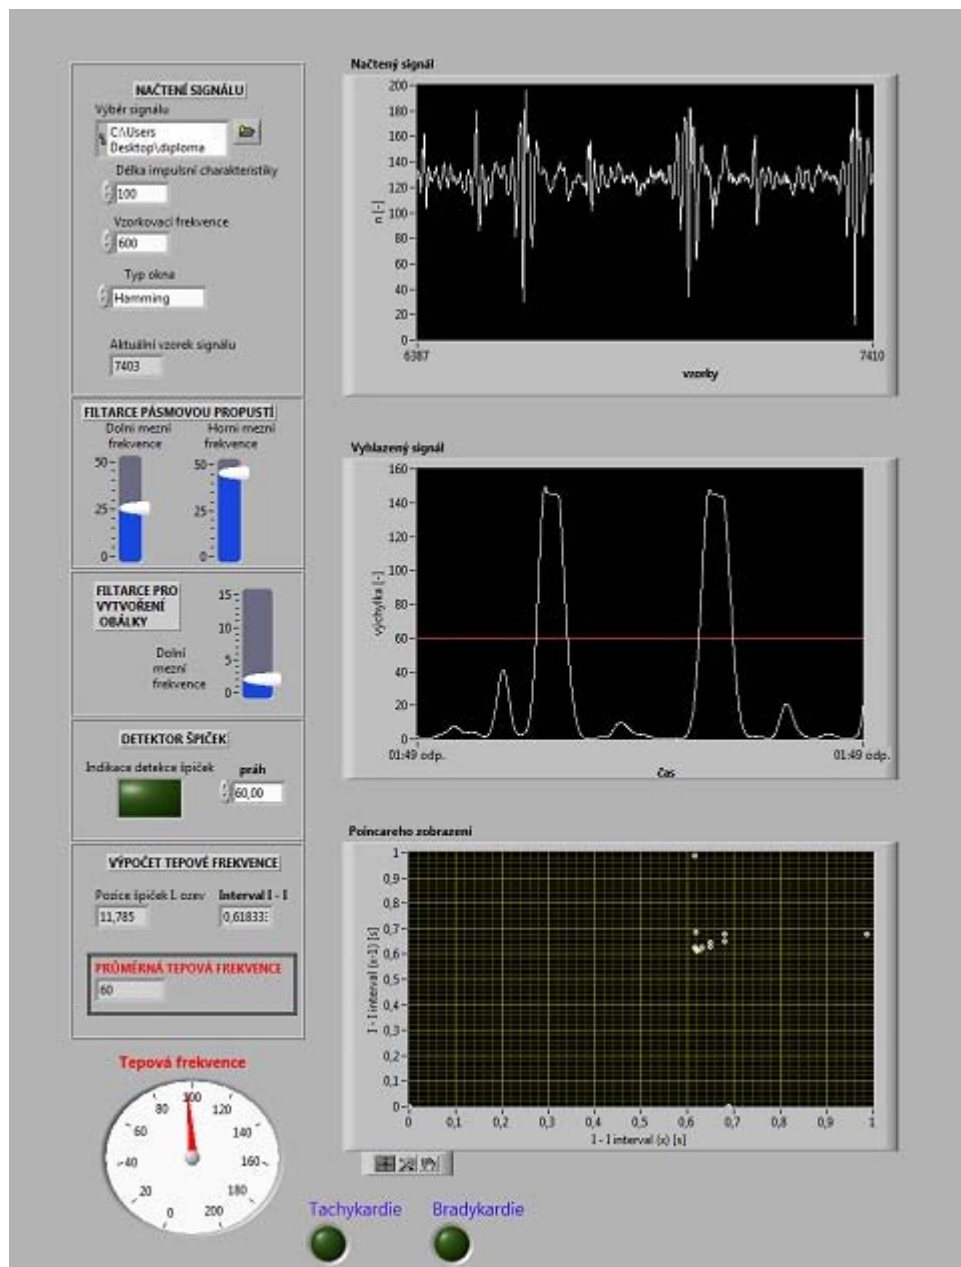 NAČTENÍ SIGNÁLU
Výběr signálu
C:\Users
Desktop\diploma
Délka impulsní charakteristiky
100
Vzorkovací frekvence
600
Typ okna
Hamming
Aktuální vzorek signálu
7403
FILTARCE PÁSMOVOU PROPUSTÍ
Dolní mezní
frekvence
Horní mezní
frekvence
50
25
0
50
25
0
FILTARCE PRO
VYTVOŘENÍ
OBÁLKY
Dolní
mezní
frekvence
15
10
5
0
DETEKTOR ŠPIČEK
Indikace detekce špiček
práh
60,00
VÝPOČET TEPOVÉ FREKVENCE
Pozice špiček I. ozev
Interval I - I
11,785
0,61833
PRŮMĚRNÁ TEPOVÁ FREKVENCE
60
Tepová frekvence
0
20
40
60
80
100
120
140
160
180
200
Načtený signál
n [-]
200
180
160
140
120
100
80
60
40
20
0
6387
7410
vzorky
Vyhlazený signál
výchylka [-]
160
140
120
100
80
60
40
20
0
01:49 odp.
01:49 odp.
čas
Poincareho zobrazení
I - I interval (x-1) [s]
1
0,9
0,8
0,7
0,6
0,5
0,4
0,3
0,2
0,1
0
0
0,1
0,2
0,3
0,4
0,5
0,6
0,7
0,8
0,9
1
I - I interval (x) [s]
Tachykardie
Bradykardie